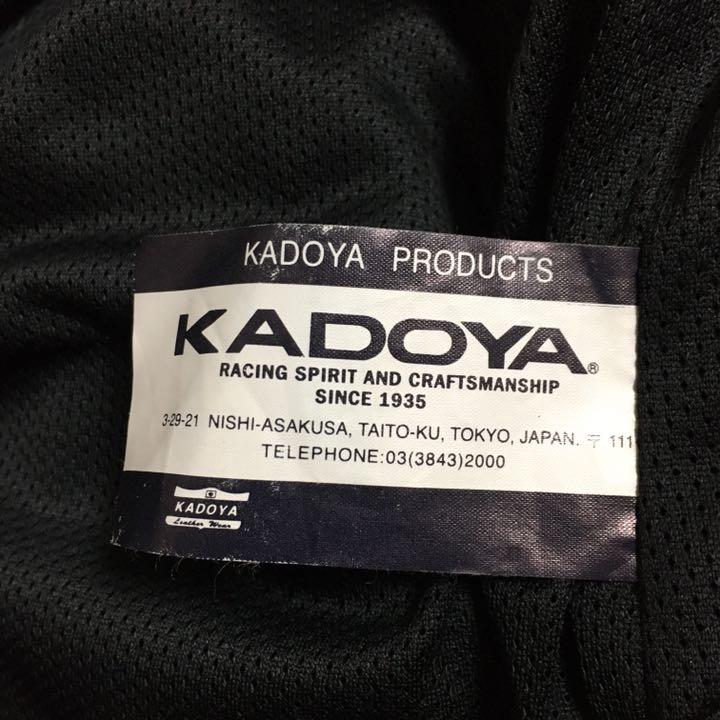 KADOYA PRODUCTS
KADOYA®
RACING SPIRIT AND CRAFTSMANSHIP
SINCE 1935
3-29-21 NISHI-ASAKUSA, TAITO-KU, TOKYO, JAPAN. 〒 111
TELEPHONE:03(3843)2000
KADOYA
Leather Wear